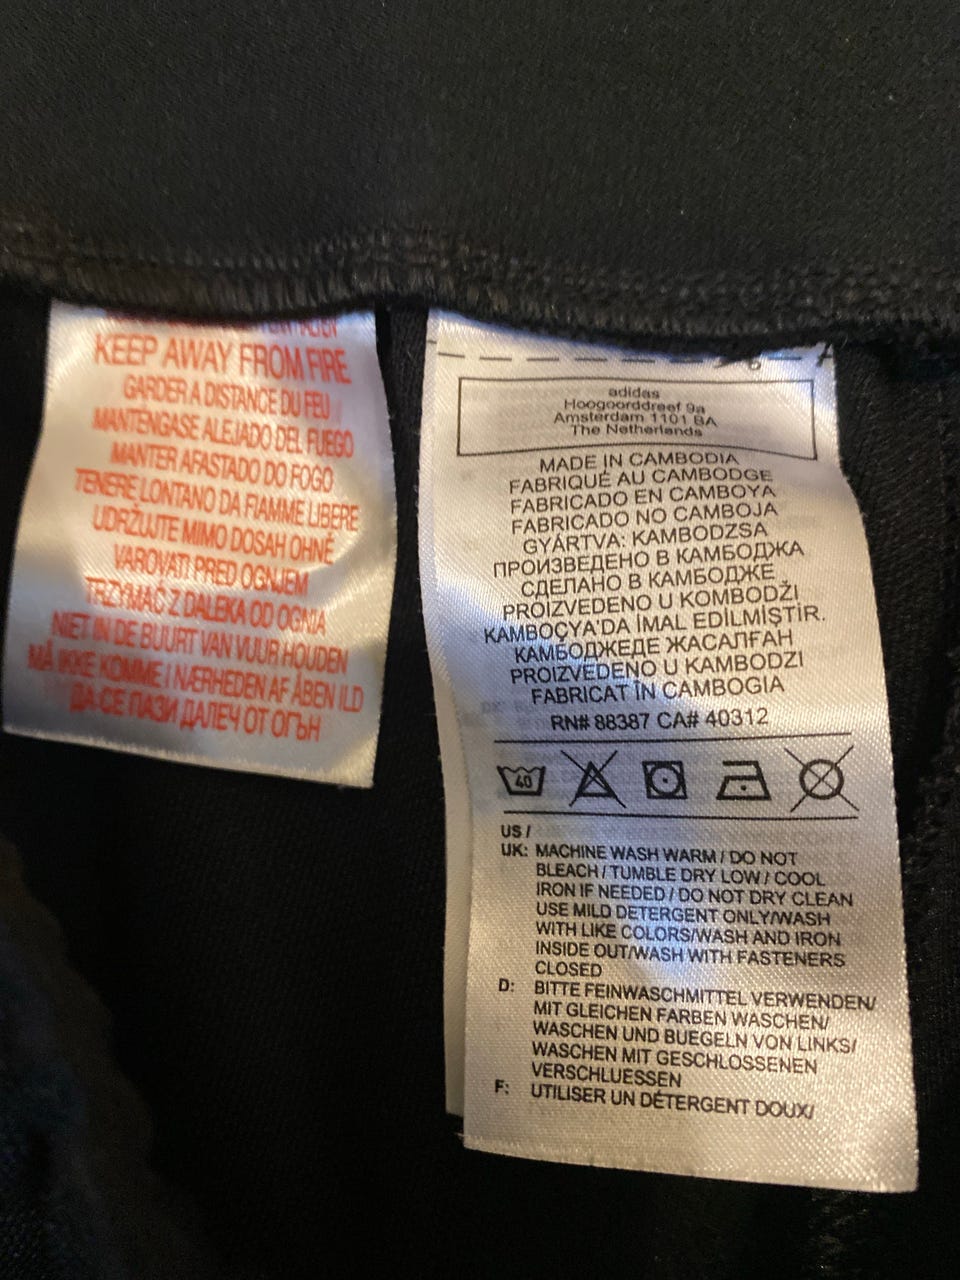 KEEP AWAY FROM FIRE
GARDER A DISTANCE DU FEU
MANTÉNGASE ALEJADO DEL FUEGO
MANTER AFASTADO DO FOGO
TENERE LONTANO DA FIAMME LIBERE
UDRŽUJTE MIMO DOSAH OHNĚ
VAROVATI PRED OGNJEM
TRZYMAĆ Z DALEKA OD OGNIA
NIET IN DE BUURT VAN VUUR HOUDEN
MÅ IKKE KOMME I NÆRHEDEN AF ÅBEN ILD
ДА СЕ ПАЗИ ДАЛЕЧ ОТ ОГЪН
adidas
Hoogoorddreef 9a
Amsterdam 1101 BA
The Netherlands
MADE IN CAMBODIA
FABRIQUÉ AU CAMBODGE
FABRICADO EN CAMBOYA
FABRICADO NO CAMBOJA
GYÁRTVA: KAMBODZSA
ПРОИЗВЕДЕНО В КАМБОДЖА
СДЕЛАНО В КАМБОДЖЕ
PROIZVEDENO U KOMBODŽI
KAMBOÇYA'DA İMAL EDİLMİŞTİR.
КАМБОДЖЕДЕ ЖАСАЛҒАН
PROIZVEDENO U KAMBODZI
FABRICAT ÎN CAMBOGIA
RN# 88387 CA# 40312
40
US /
UK: MACHINE WASH WARM / DO NOT
BLEACH / TUMBLE DRY LOW / COOL
IRON IF NEEDED / DO NOT DRY CLEAN
USE MILD DETERGENT ONLY/WASH
WITH LIKE COLORS/WASH AND IRON
INSIDE OUT/WASH WITH FASTENERS
CLOSED
D: BITTE FEINWASCHMITTEL VERWENDEN/
MIT GLEICHEN FARBEN WASCHEN/
WASCHEN UND BUEGELN VON LINKS/
WASCHEN MIT GESCHLOSSENEN
VERSCHLUESSEN
F: UTILISER UN DÉTERGENT DOUX/